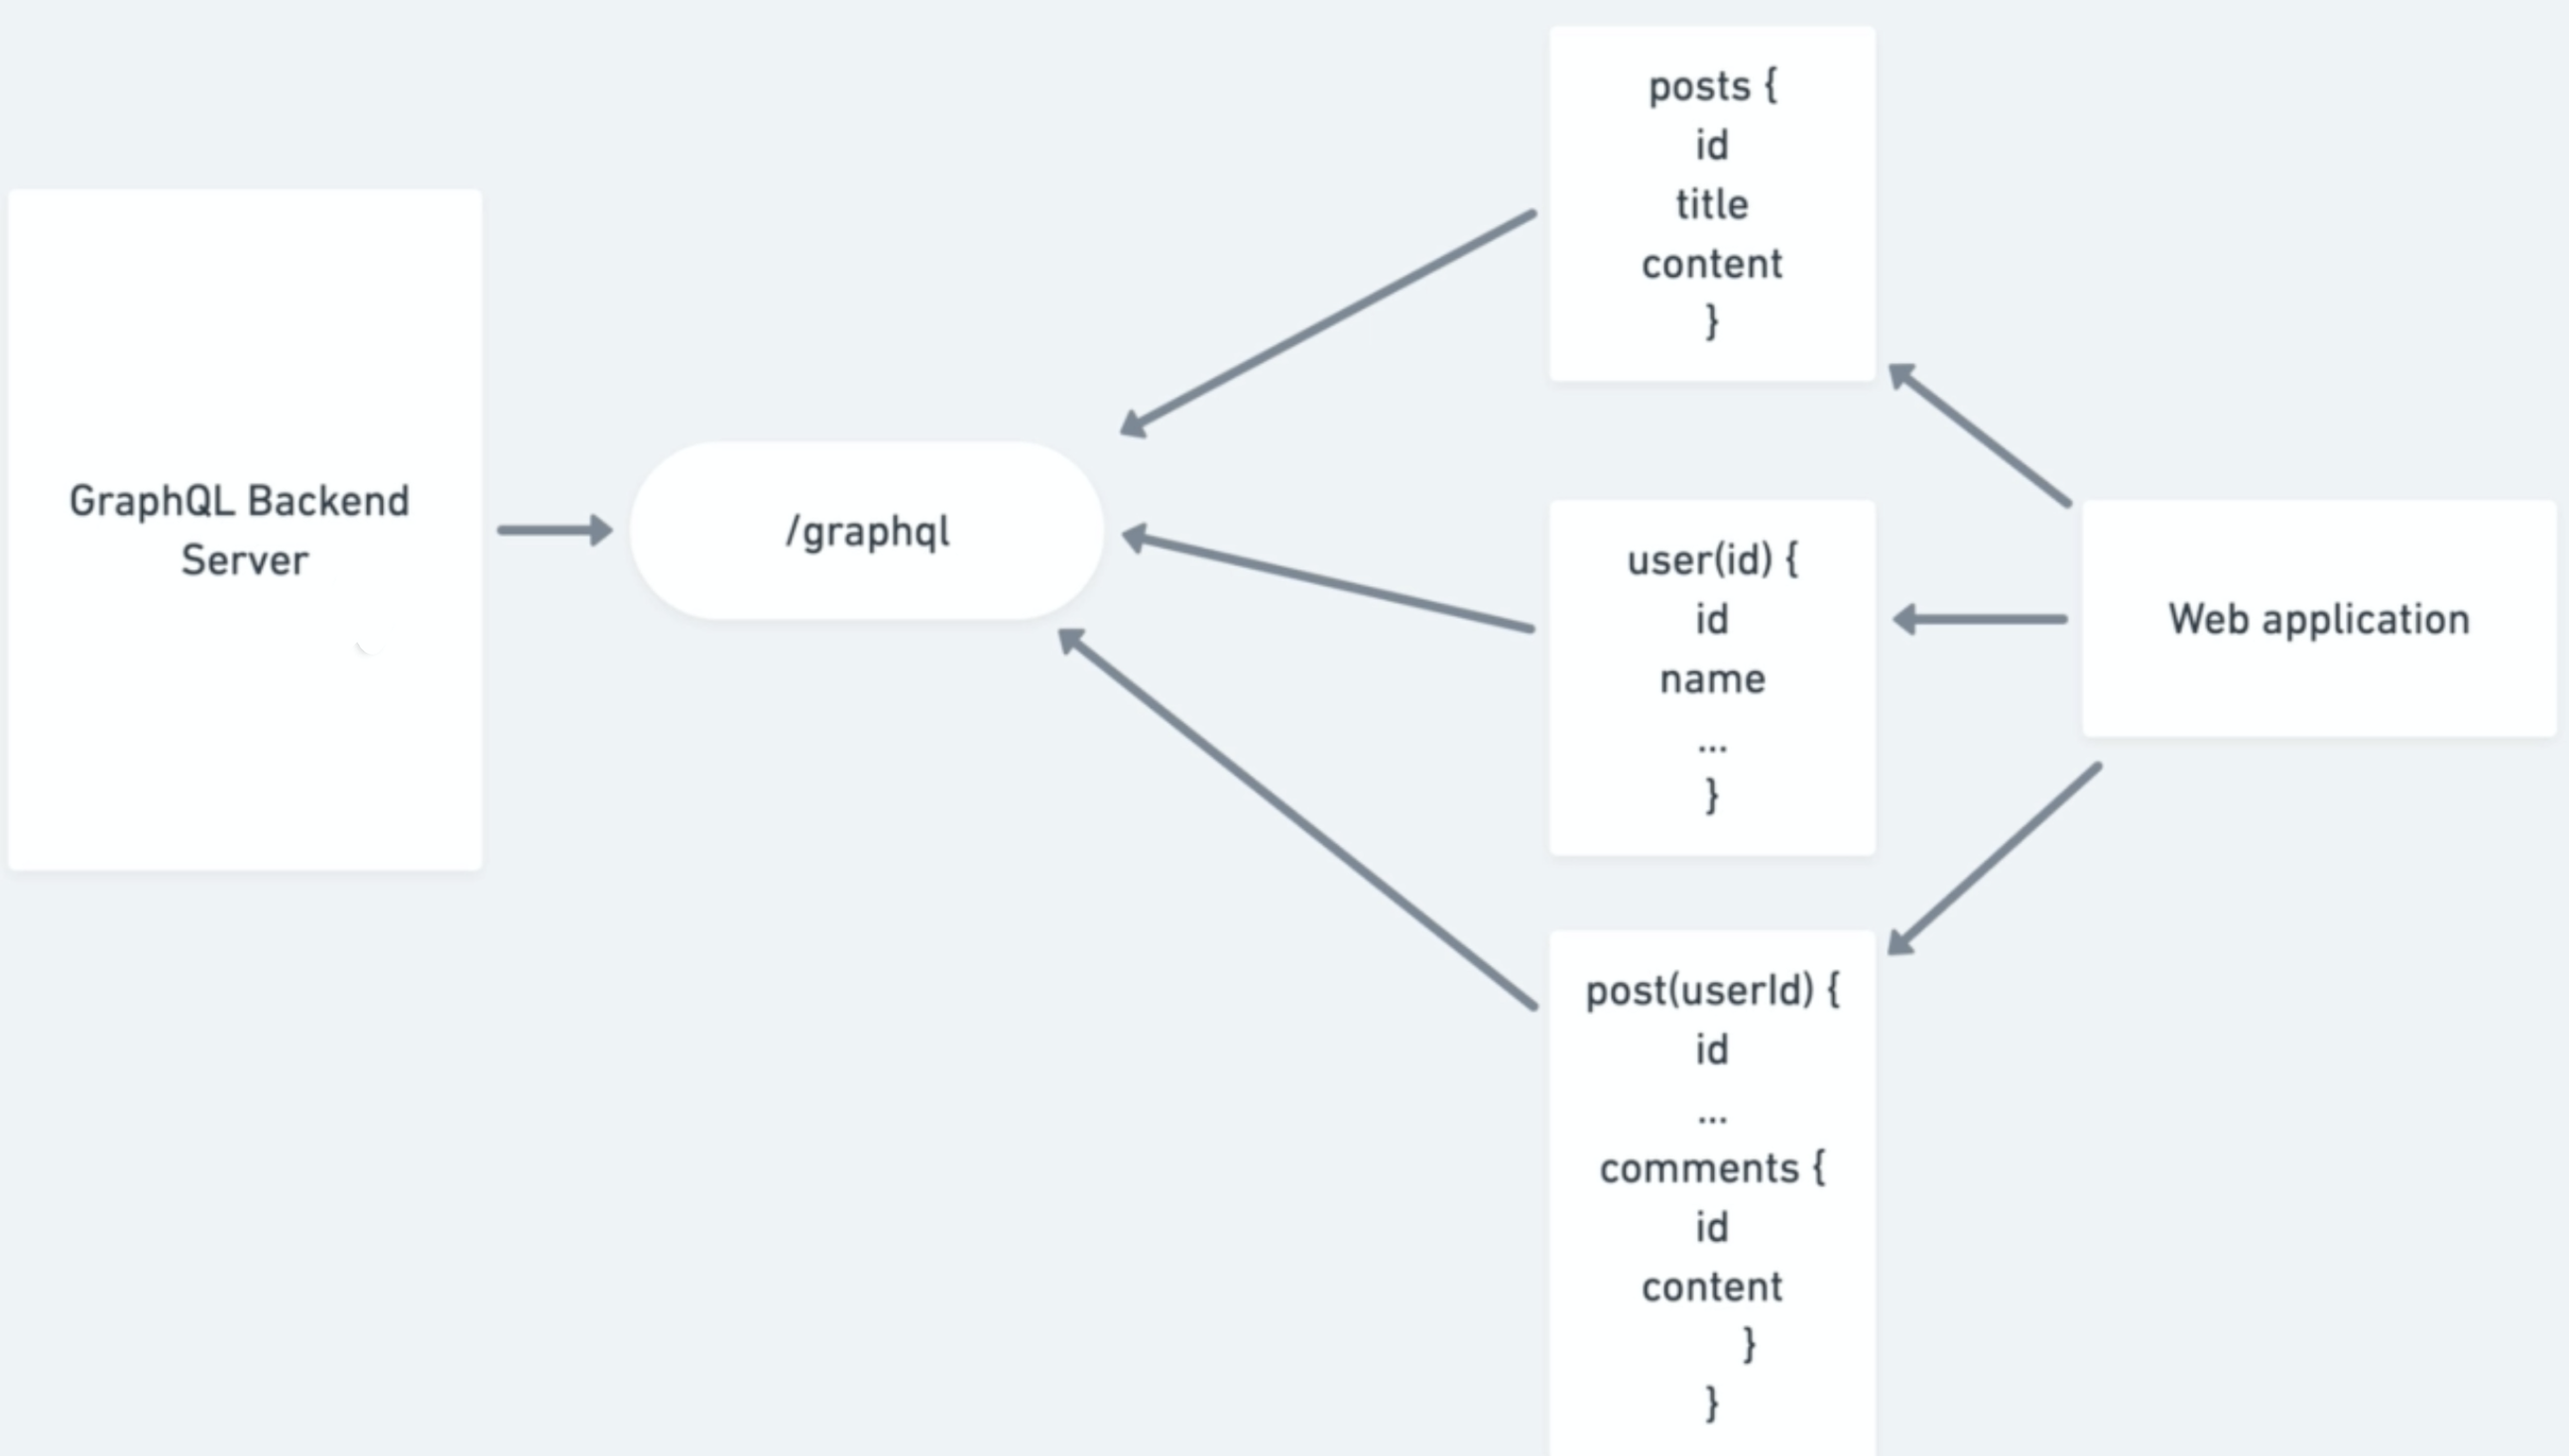 GraphQL Backend
Server
/graphql
posts {
id
title
content
}
user(id) {
id
name
...
}
post(userId) {
id
...
comments {
id
content
}
}
Web application